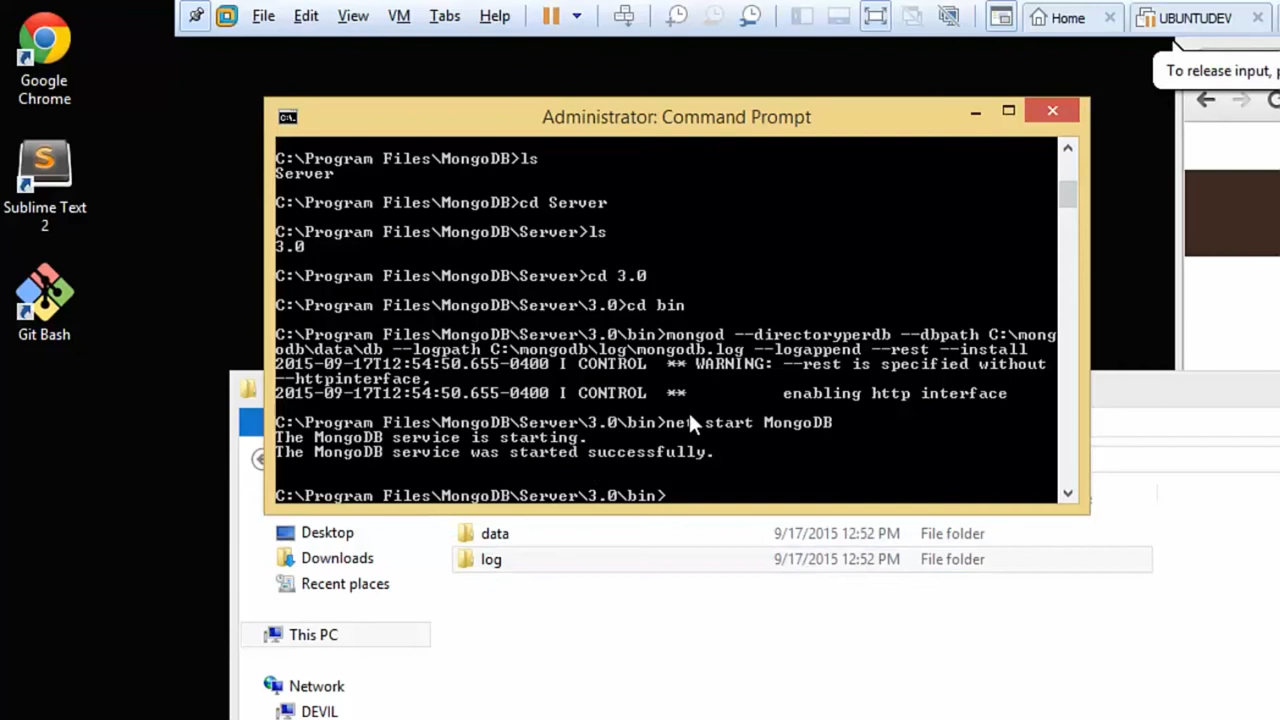 File Edit View VM Tabs Help Home UBUNTUDEV
To release input,
Google
Chrome
Sublime Text
2
Git Bash
Administrator: Command Prompt
C:\Program Files\MongoDB>ls
Server
C:\Program Files\MongoDB>cd Server
C:\Program Files\MongoDB\Server>ls
3.0
C:\Program Files\MongoDB\Server>cd 3.0
C:\Program Files\MongoDB\Server\3.0>cd bin
C:\Program Files\MongoDB\Server\3.0\bin>mongod --directoryperdb --dbpath C:\mong
odb\data\db --logpath C:\mongodb\log\mongodb.log --logappend --rest --install
2015-09-17T12:54:50.655-0400 I CONTROL ** WARNING: --rest is specified without
--httpinterface,
2015-09-17T12:54:50.655-0400 I CONTROL ** enabling http interface
C:\Program Files\MongoDB\Server\3.0\bin>net start MongoDB
The MongoDB service is starting.
The MongoDB service was started successfully.
C:\Program Files\MongoDB\Server\3.0\bin>
Desktop
Downloads
Recent places
This PC
Network
DEVIL
data 9/17/2015 12:52 PM File folder
log 9/17/2015 12:52 PM File folder